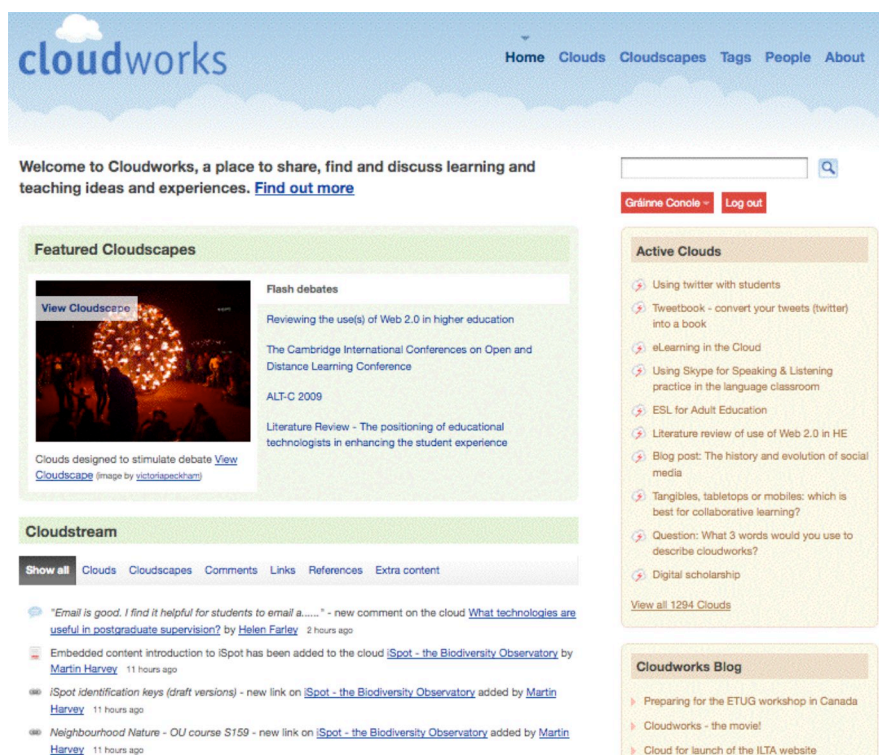 cloudworks
Home Clouds Cloudscapes Tags People About
Welcome to Cloudworks, a place to share, find and discuss learning and
teaching ideas and experiences. Find out more
Gráinne Conole Log out
Featured Cloudscapes
View Cloudscape
Clouds designed to stimulate debate View
Cloudscape (image by victoriapeckham)
Flash debates
Reviewing the use(s) of Web 2.0 in higher education
The Cambridge International Conferences on Open and
Distance Learning Conference
ALT-C 2009
Literature Review - The positioning of educational
technologists in enhancing the student experience
Cloudstream
Show all Clouds Cloudscapes Comments Links References Extra content
"Email is good. I find it helpful for students to email a......" - new comment on the cloud What technologies are
useful in postgraduate supervision? by Helen Farley 2 hours ago
Embedded content introduction to iSpot has been added to the cloud iSpot - the Biodiversity Observatory by
Martin Harvey 11 hours ago
iSpot identification keys (draft versions) - new link on iSpot - the Biodiversity Observatory added by Martin
Harvey 11 hours ago
Neighbourhood Nature - OU course S159 - new link on iSpot - the Biodiversity Observatory added by Martin
Harvey 11 hours ago
Active Clouds
Using twitter with students
Tweetbook - convert your tweets (twitter)
into a book
eLearning in the Cloud
Using Skype for Speaking & Listening
practice in the language classroom
ESL for Adult Education
Literature review of use of Web 2.0 in HE
Blog post: The history and evolution of social
media
Tangibles, tabletops or mobiles: which is
best for collaborative learning?
Question: What 3 words would you use to
describe cloudworks?
Digital scholarship
View all 1294 Clouds
Cloudworks Blog
Preparing for the ETUG workshop in Canada
Cloudworks - the movie!
Cloud for launch of the ILTA website